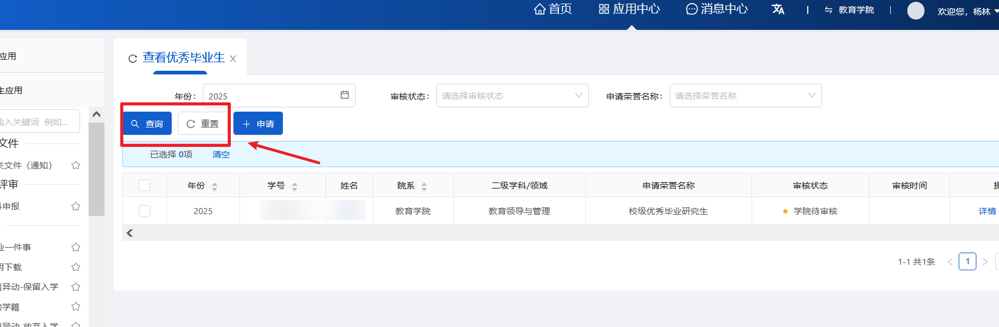 首页 应用中心 消息中心 教育学院 欢迎您，杨林
应用
查看优秀毕业生
生应用
年份： 2025 审核状态： 请选择审核状态 申请荣誉名称： 请选择荣誉名称
输入关键词 例如...
查询 重置 申请
文件
已选择 0项 清空
关文件（通知）
评审
年份 学号 姓名 院系 二级学科/领域 申请荣誉名称 审核状态 审核时间
申报
2025 教育学院 教育领导与管理 校级优秀毕业研究生 学院待审核 详情
业一件事
1-1 共1条 1
明下载
异动-保留入学
学籍
异动-放弃入学